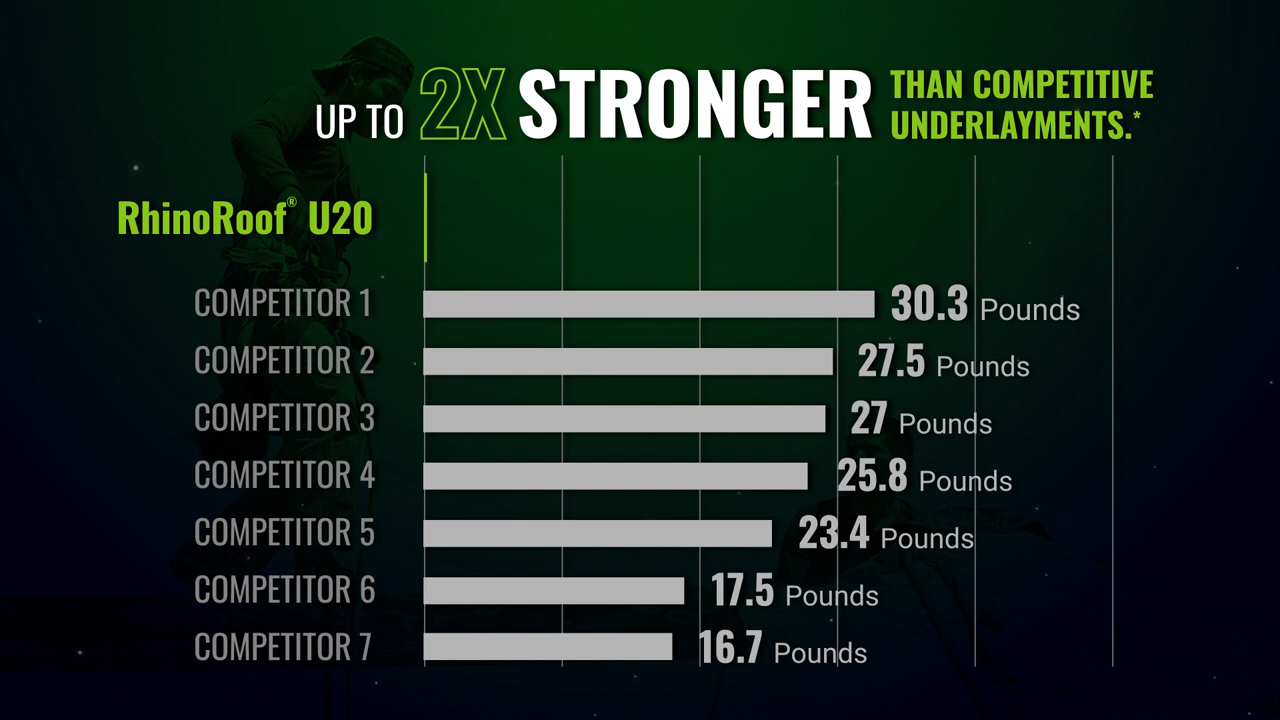 UP TO 2X STRONGER THAN COMPETITIVE
UNDERLAYMENTS.*
RhinoRoof® U20
COMPETITOR 1 30.3 Pounds
COMPETITOR 2 27.5 Pounds
COMPETITOR 3 27 Pounds
COMPETITOR 4 25.8 Pounds
COMPETITOR 5 23.4 Pounds
COMPETITOR 6 17.5 Pounds
COMPETITOR 7 16.7 Pounds